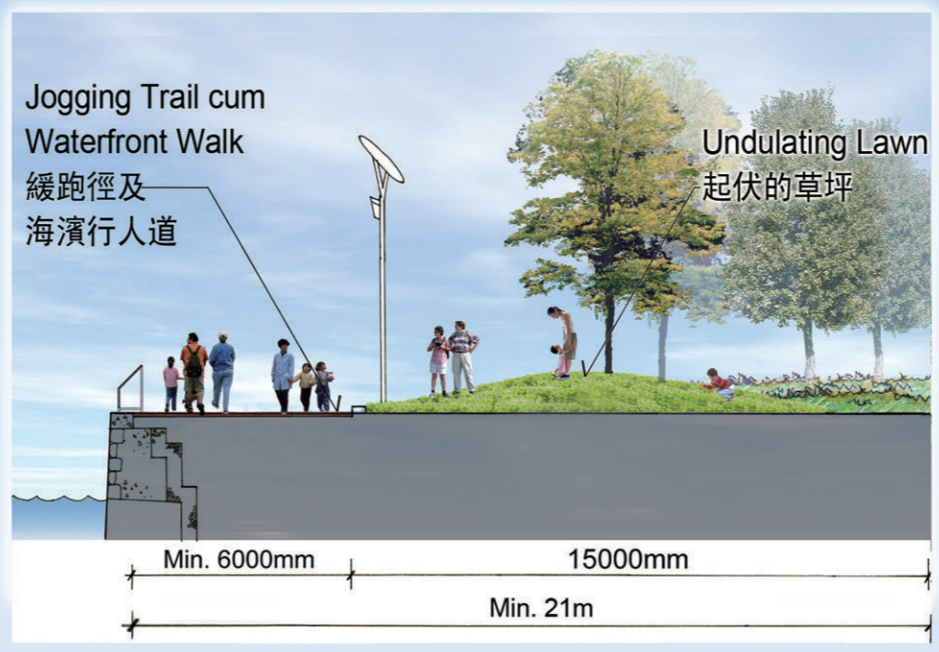 Jogging Trail cum
Waterfront Walk
緩跑徑及
海濱行人道
Undulating Lawn
起伏的草坪
Min. 6000mm
15000mm
Min. 21m